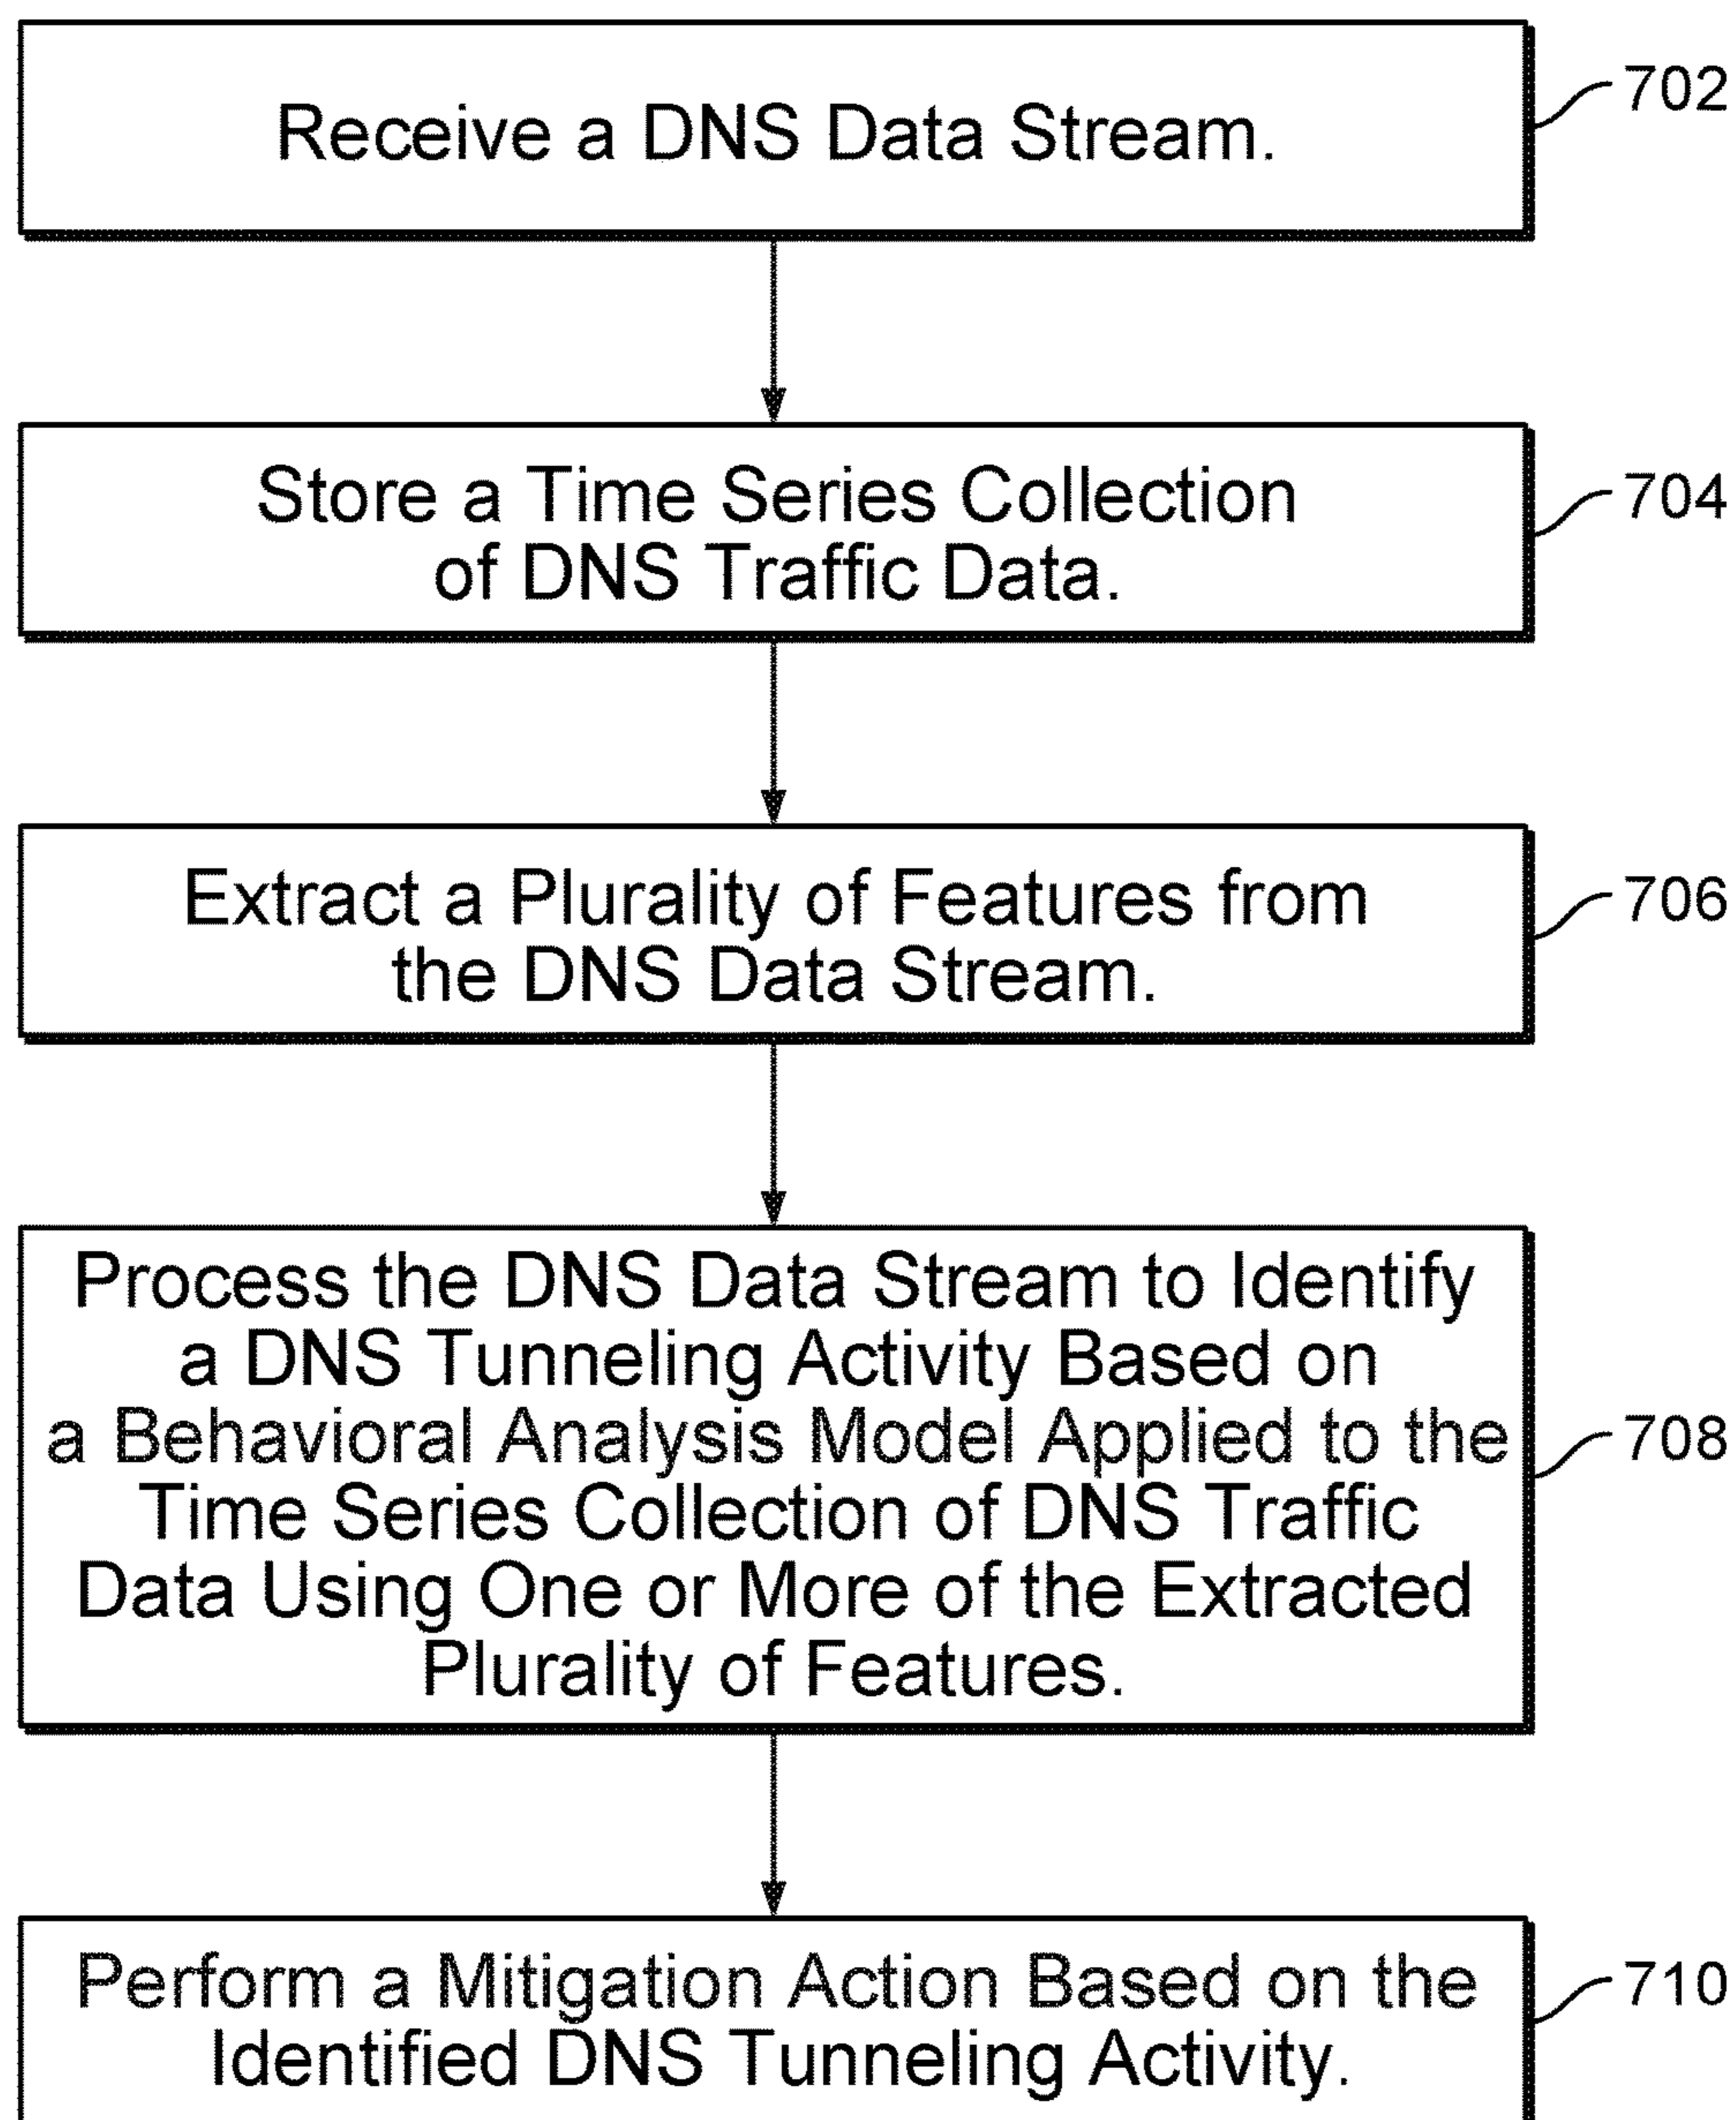 Receive a DNS Data Stream.
702
Store a Time Series Collection
of DNS Traffic Data.
704
Extract a Plurality of Features from
the DNS Data Stream.
706
Process the DNS Data Stream to Identify
a DNS Tunneling Activity Based on
a Behavioral Analysis Model Applied to the
Time Series Collection of DNS Traffic
Data Using One or More of the Extracted
Plurality of Features.
708
Perform a Mitigation Action Based on the
Identified DNS Tunneling Activity.
710